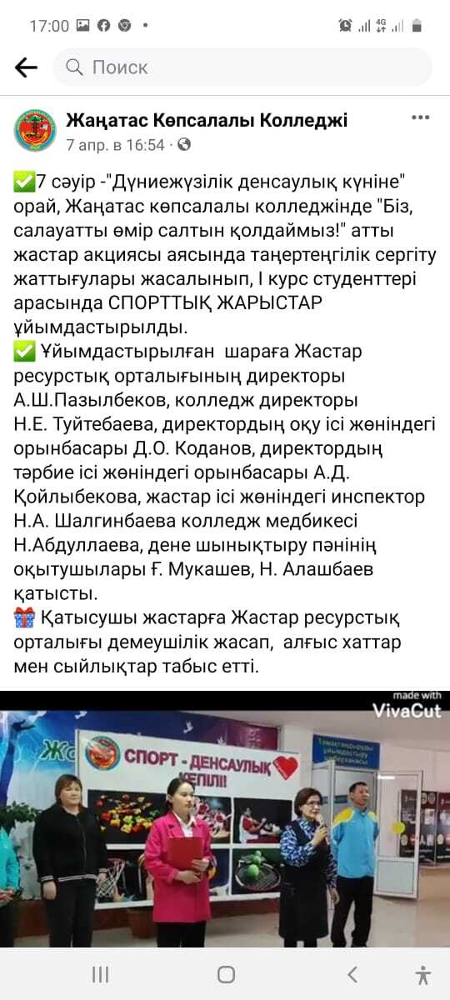 17:00
4G
Поиск
Жаңатас Көпсалалы Колледжі
7 апр. в 16:54 ·
✅7 сәуір -"Дүниежүзілік денсаулық күніне"
орай, Жаңатас көпсалалы колледжінде "Біз,
салауатты өмір салтын қолдаймыз!" атты
жастар акциясы аясында таңертеңгілік сергіту
жаттығулары жасалынып, I курс студенттері
арасында СПОРТТЫҚ ЖАРЫСТАР
ұйымдастырылды.
✅ Ұйымдастырылған  шараға Жастар
ресурстық орталығының директоры
А.Ш.Пазылбеков, колледж директоры
Н.Е. Туйтебаева, директордың оқу ісі жөніндегі
орынбасары Д.О. Коданов, директордың
тәрбие ісі жөніндегі орынбасары А.Д.
Қойлыбекова, жастар ісі жөніндегі инспектор
Н.А. Шалгинбаева колледж медбикесі
Н.Абдуллаева, дене шынықтыру пәнінің
оқытушылары Ғ. Мукашев, Н. Алашбаев
қатысты.
🎁 Қатысушы жастарға Жастар ресурстық
орталығы демеушілік жасап,  алғыс хаттар
мен сыйлықтар табыс етті.
made with
VivaCut
Жа
СПОРТ - ДЕНСАУЛЫҚ
КЕПІЛІ!
Тамақтандыруды
ұйымдастыру